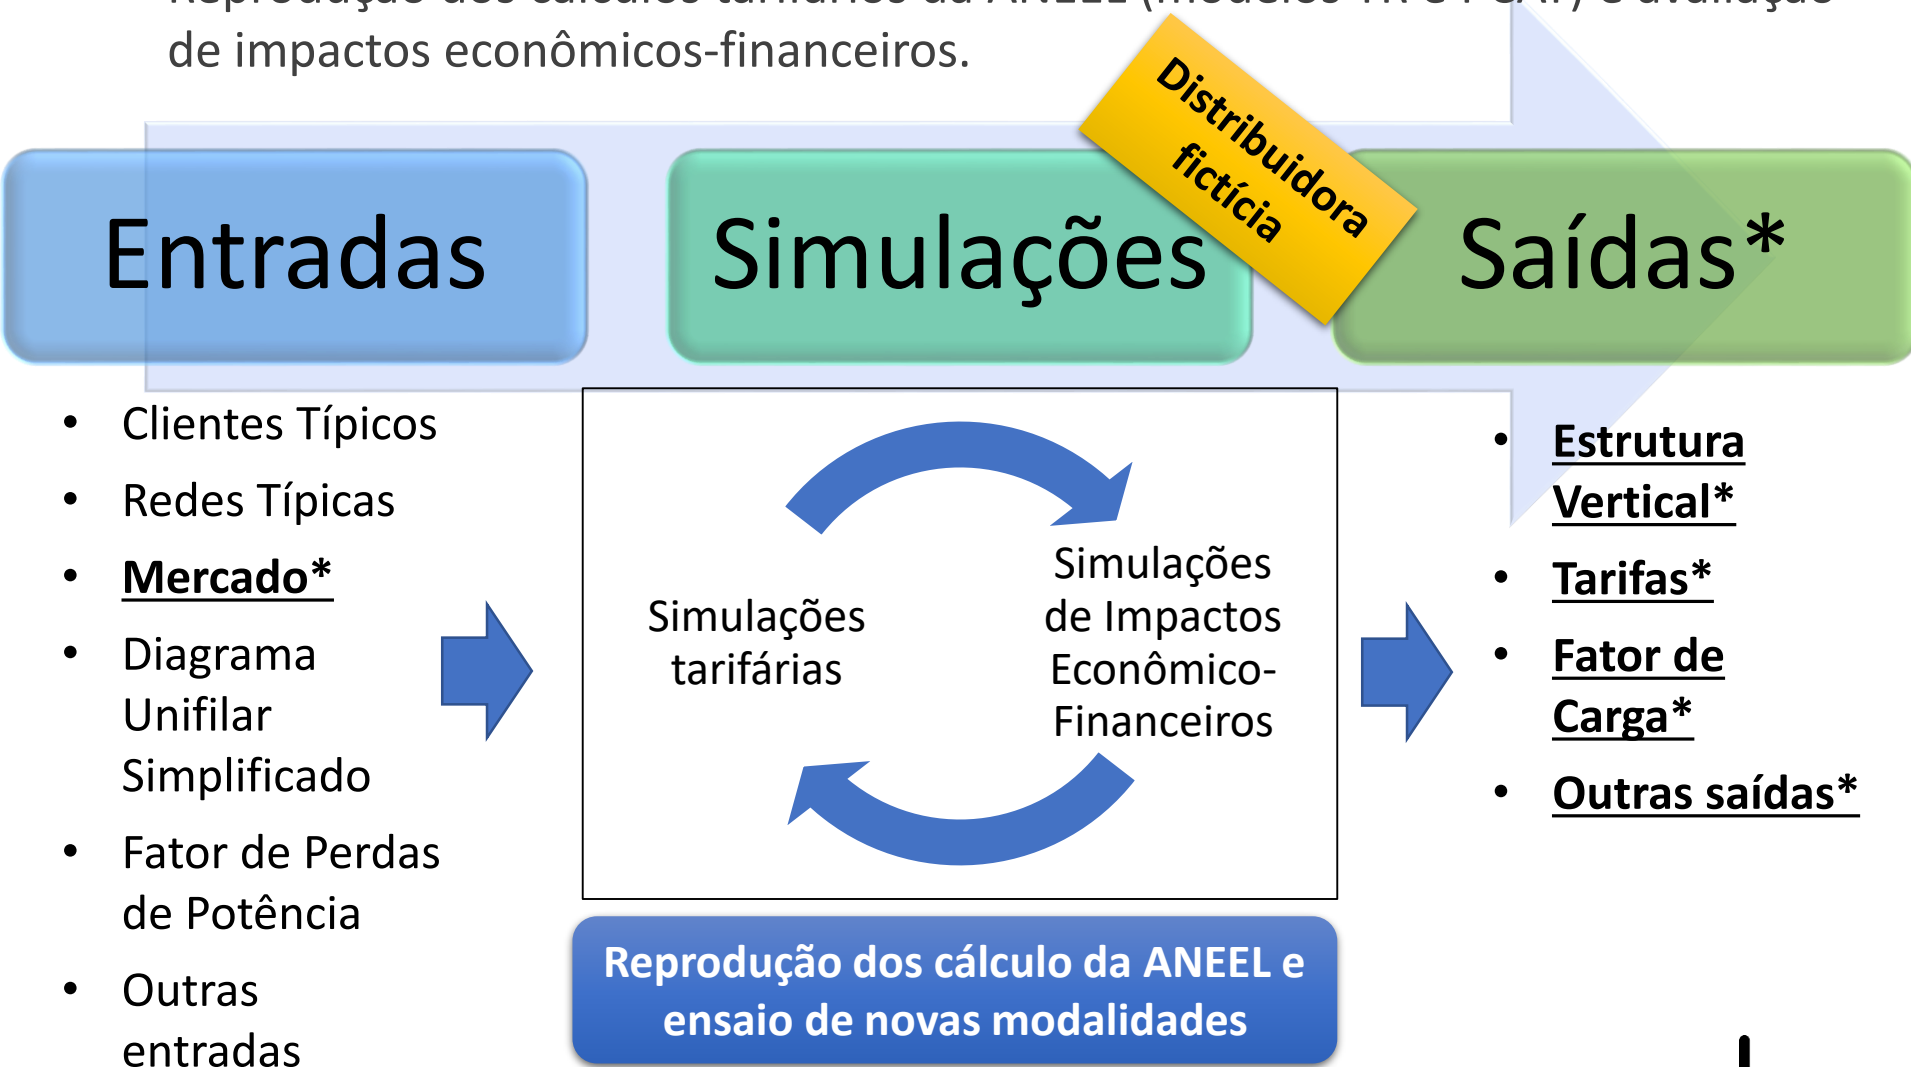 de impactos econômicos-financeiros.
Distribuidora
fictícia
Entradas
Simulações
Saídas*
• Clientes Típicos
• Redes Típicas
• Mercado*
• Diagrama
Unifilar
Simplificado
• Fator de Perdas
de Potência
• Outras
entradas
Simulações
tarifárias
Simulações
de Impactos
Econômico-
Financeiros
Reprodução dos cálculo da ANEEL e
ensaio de novas modalidades
• Estrutura
Vertical*
• Tarifas*
• Fator de
Carga*
• Outras saídas*